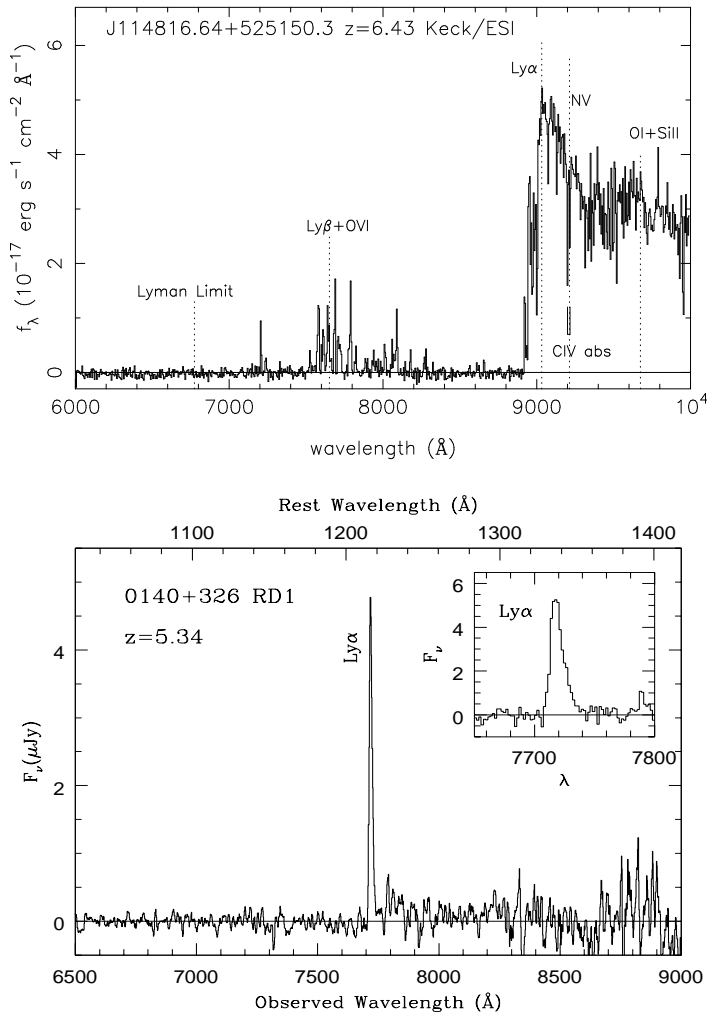 J114816.64+525150.3 z=6.43 Keck/ESI
f_λ (10^−17 erg s^−1 cm^−2 Å^−1)
6
4
2
0
Lyα
NV
OI+SiII
Lyβ+OVI
Lyman Limit
CIV abs
6000 7000 8000 9000 10^4
wavelength (Å)
Rest Wavelength (Å)
1100 1200 1300 1400
0140+326 RD1
z=5.34
Lyα
F_ν(μJy)
4
2
0
Lyα
F_ν
6
4
2
0
7700 7800
λ
6500 7000 7500 8000 8500 9000
Observed Wavelength (Å)